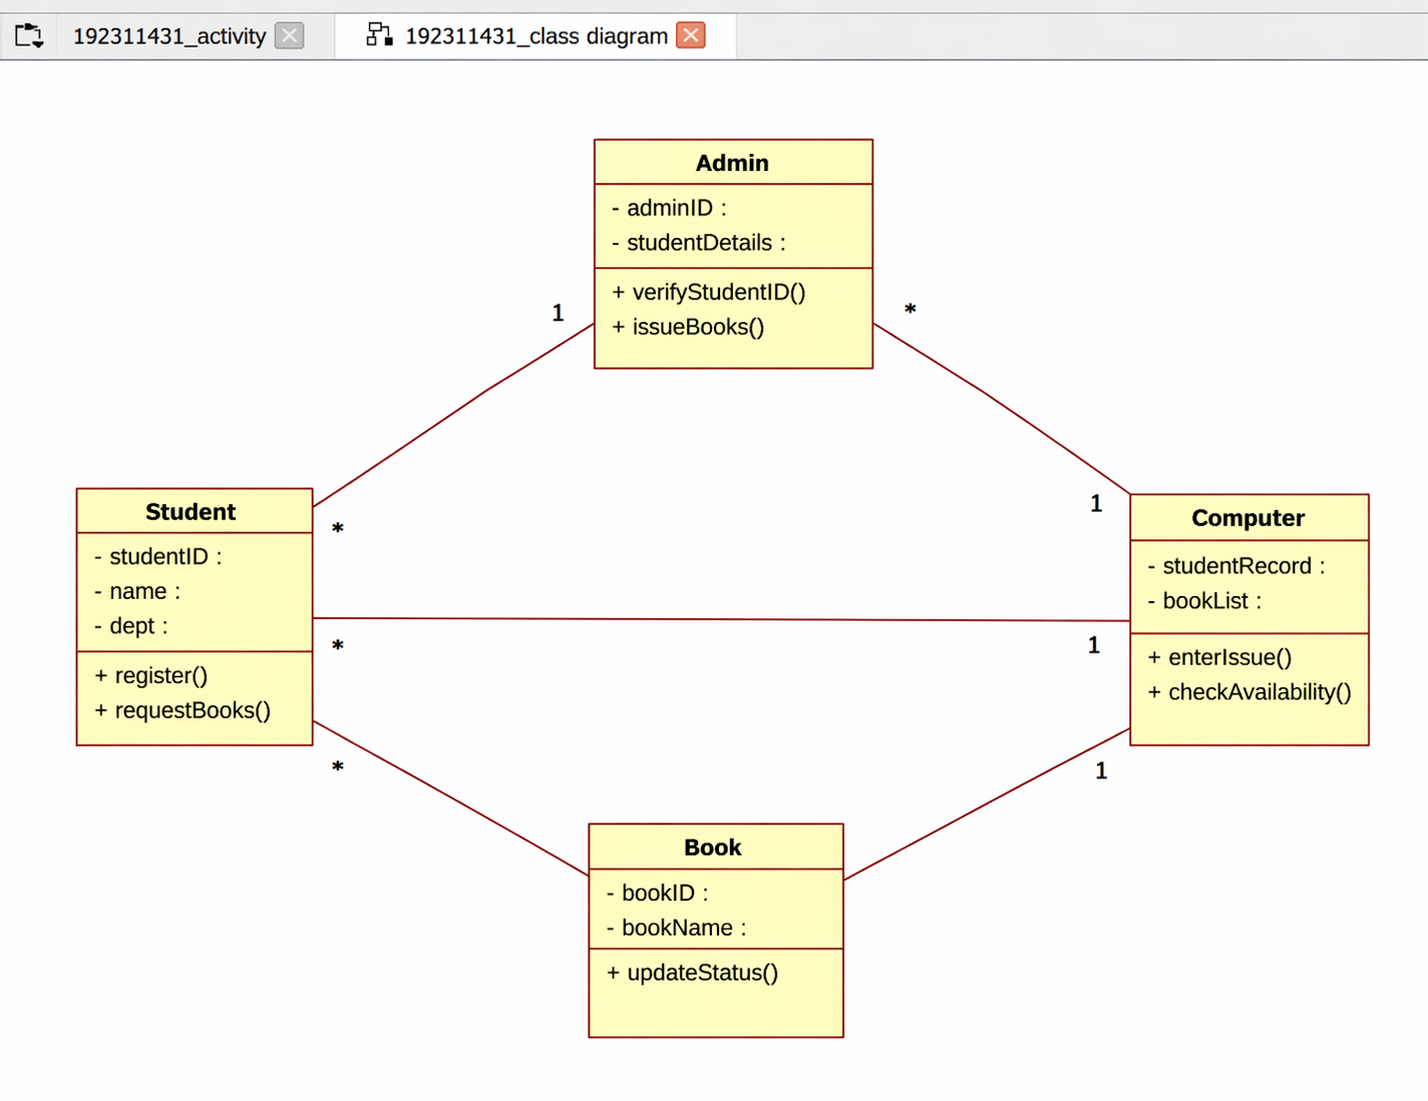 192311431_activity
192311431_class diagram
Admin
- adminID :
- studentDetails :
+ verifyStudentID()
+ issueBooks()
1
*
Student
- studentID :
- name :
- dept :
+ register()
+ requestBooks()
*
*
*
1
Computer
- studentRecord :
- bookList :
+ enterIssue()
+ checkAvailability()
1
1
Book
- bookID :
- bookName :
+ updateStatus()